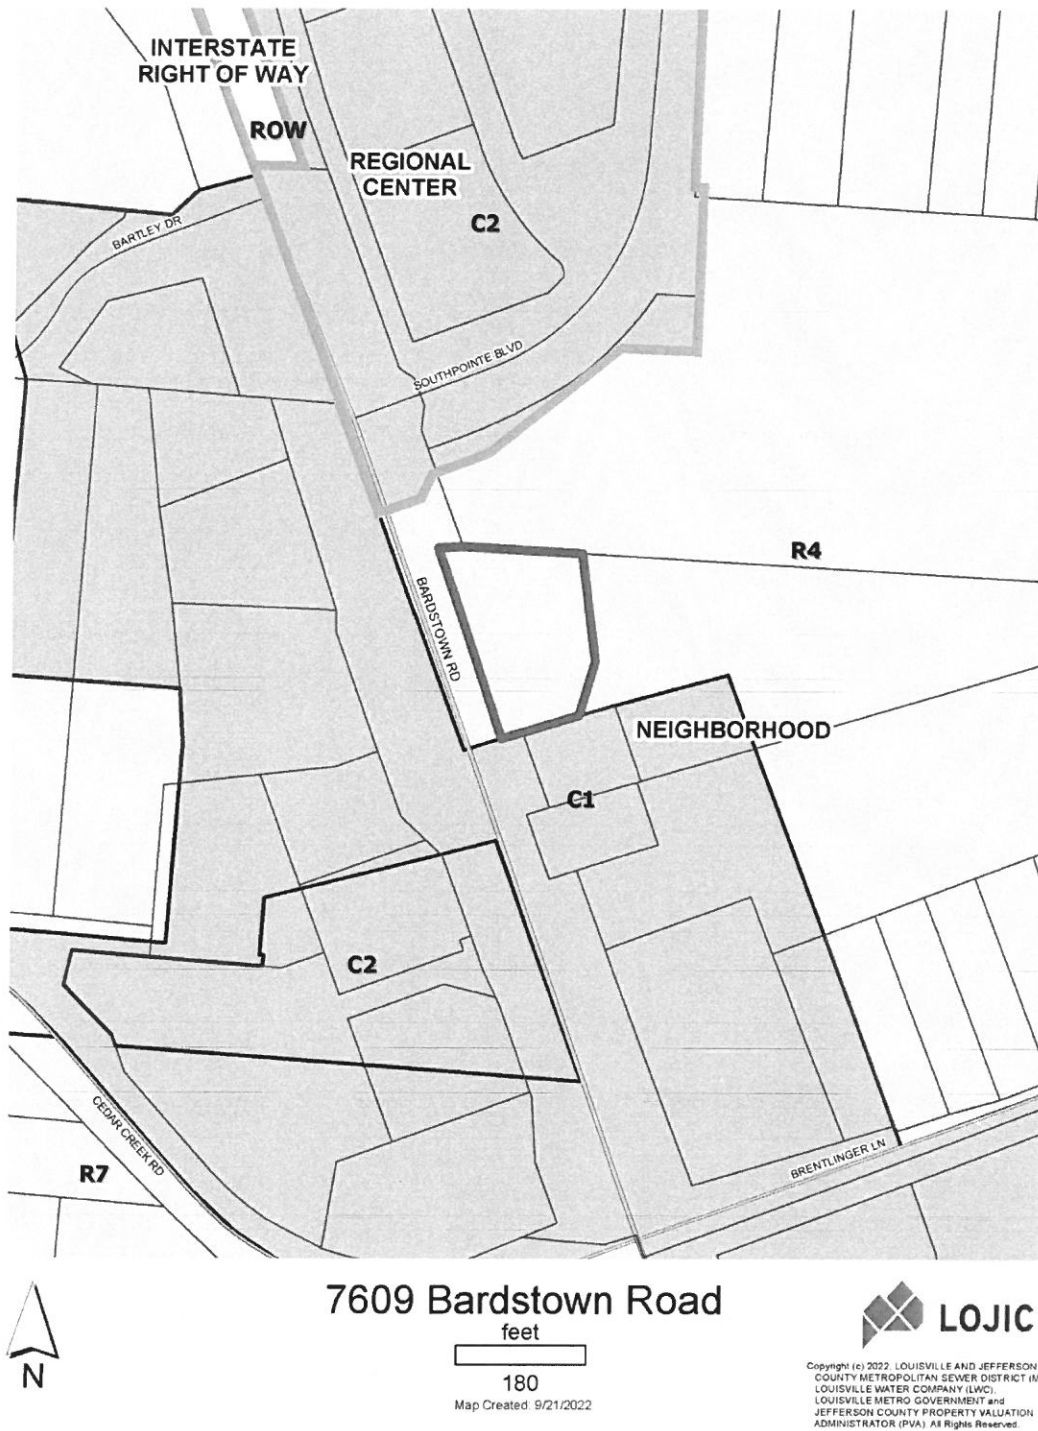 INTERSTATE
RIGHT OF WAY
ROW
REGIONAL
CENTER
C2
BARTLEY DR
SOUTHPOINTE BLVD
R4
BARDSTOWN RD
NEIGHBORHOOD
C1
C2
CEDAR CREEK RD
BRENTLINGER LN
R7
N
7609 Bardstown Road
feet
180
Map Created: 9/21/2022
LOJIC
Copyright (c) 2022, LOUISVILLE AND JEFFERSON
COUNTY METROPOLITAN SEWER DISTRICT (M
LOUISVILLE WATER COMPANY (LWC),
LOUISVILLE METRO GOVERNMENT and
JEFFERSON COUNTY PROPERTY VALUATION
ADMINISTRATOR (PVA) All Rights Reserved.